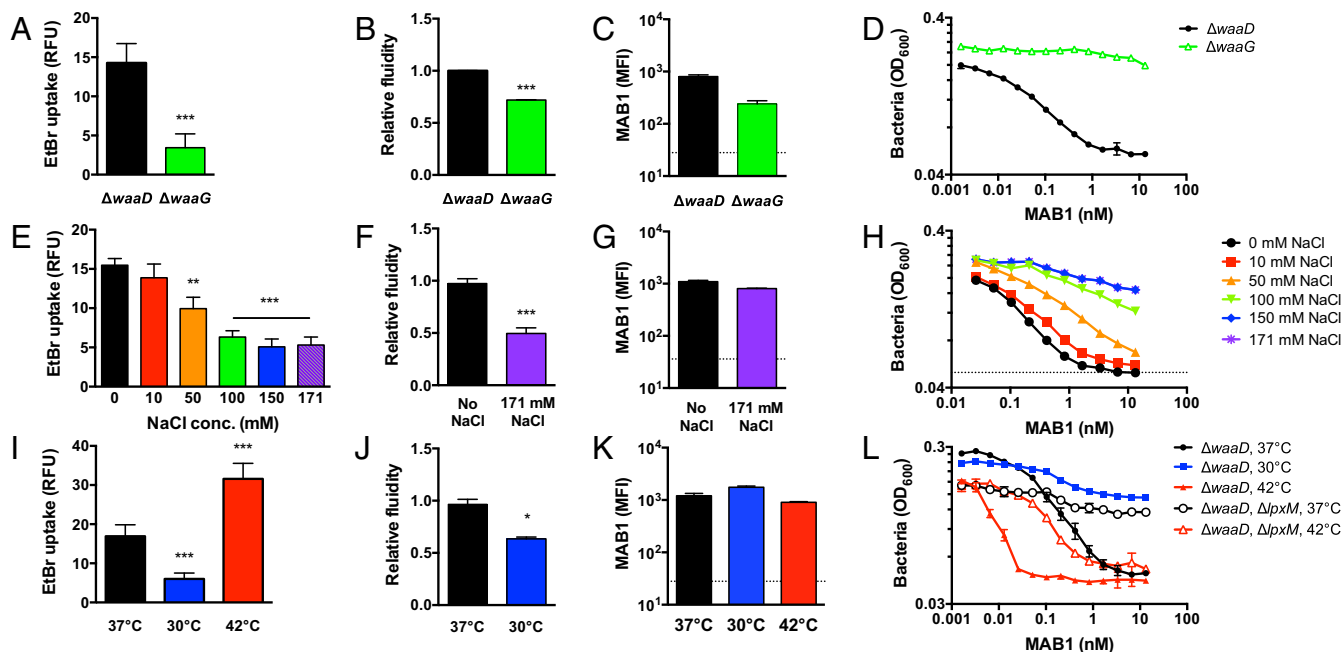 A
EtBr uptake (RFU)
20
15
10
5
0
***
ΔwaaD ΔwaaG
B
Relative fluidity
1.5
1.0
0.5
0.0
***
ΔwaaD ΔwaaG
C
MAB1 (MFI)
10⁴
10³
10²
10¹
ΔwaaD ΔwaaG
D
Bacteria (OD₆₀₀)
0.4
0.04
0.001 0.01 0.1 1 10 100
MAB1 (nM)
ΔwaaD
ΔwaaG
E
EtBr uptake (RFU)
20
15
10
5
0
**
***
0 10 50 100 150 171
NaCl conc. (mM)
F
Relative fluidity
1.5
1.0
0.5
0.0
***
No NaCl
171 mM NaCl
G
MAB1 (MFI)
10⁴
10³
10²
10¹
No NaCl
171 mM NaCl
H
Bacteria (OD₆₀₀)
0.4
0.04
0.001 0.01 0.1 1 10 100
MAB1 (nM)
0 mM NaCl
10 mM NaCl
50 mM NaCl
100 mM NaCl
150 mM NaCl
171 mM NaCl
I
EtBr uptake (RFU)
40
30
20
10
0
***
***
37°C 30°C 42°C
J
Relative fluidity
1.5
1.0
0.5
0.0
*
37°C 30°C
K
MAB1 (MFI)
10⁴
10³
10²
10¹
37°C 30°C 42°C
L
Bacteria (OD₆₀₀)
0.3
0.03
0.001 0.01 0.1 1 10 100
MAB1 (nM)
ΔwaaD, 37°C
ΔwaaD, 30°C
ΔwaaD, 42°C
ΔwaaD, ΔlpxM, 37°C
ΔwaaD, ΔlpxM, 42°C